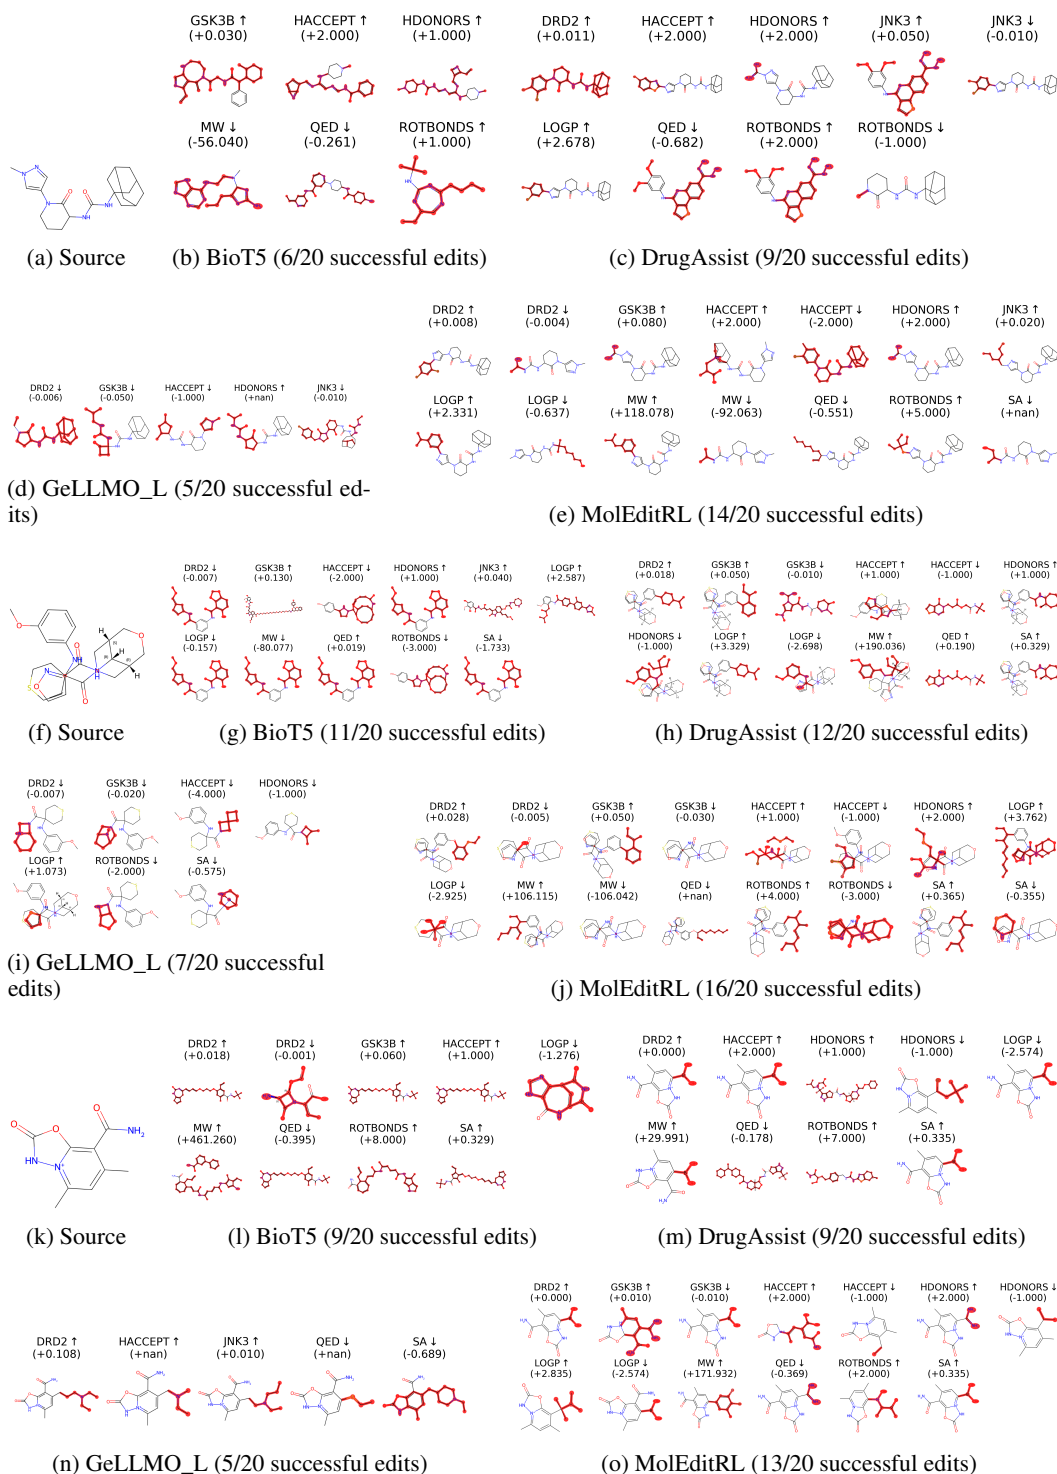 GSK3B ↑ HACCEPT ↑ HDONORS ↑
(+0.030) (+2.000) (+1.000)
MW ↓ QED ↓ ROTBONDS ↑
(-56.040) (-0.261) (+1.000)
DRD2 ↑ HACCEPT ↑ HDONORS ↑ JNK3 ↑ JNK3 ↓
(+0.011) (+2.000) (+2.000) (+0.050) (-0.010)
LOGP ↑ QED ↓ ROTBONDS ↑ ROTBONDS ↓
(+2.678) (-0.682) (+2.000) (-1.000)
(a) Source
(b) BioT5 (6/20 successful edits)
(c) DrugAssist (9/20 successful edits)
DRD2 ↓ GSK3B ↓ HACCEPT ↓ HDONORS ↑ JNK3 ↓
(-0.006) (-0.050) (-1.000) (+nan) (-0.010)
(d) GeLLMO_L (5/20 successful ed-
its)
DRD2 ↑ DRD2 ↓ GSK3B ↑ HACCEPT ↑ HACCEPT ↓ HDONORS ↑ JNK3 ↑
(+0.008) (-0.004) (+0.080) (+2.000) (-2.000) (+2.000) (+0.020)
LOGP ↑ LOGP ↓ MW ↑ MW ↓ QED ↓ ROTBONDS ↑ SA ↓
(+2.331) (-0.637) (+118.078) (-92.063) (-0.551) (+5.000) (+nan)
(e) MolEditRL (14/20 successful edits)
DRD2 ↓ GSK3B ↑ HACCEPT ↓ HDONORS ↑ JNK3 ↑ LOGP ↑
(-0.007) (+0.130) (-2.000) (+1.000) (+0.040) (+2.587)
LOGP ↓ MW ↓ QED ↑ ROTBONDS ↓ SA ↓
(-0.157) (-80.077) (+0.019) (-3.000) (-1.733)
DRD2 ↑ GSK3B ↑ GSK3B ↓ HACCEPT ↑ HACCEPT ↓ HDONORS ↑
(+0.018) (+0.050) (-0.010) (+1.000) (-1.000) (+1.000)
HDONORS ↓ LOGP ↑ LOGP ↓ MW ↑ QED ↑ SA ↑
(-1.000) (+3.329) (-2.698) (+190.036) (+0.190) (+0.329)
(f) Source
(g) BioT5 (11/20 successful edits)
(h) DrugAssist (12/20 successful edits)
DRD2 ↓ GSK3B ↓ HACCEPT ↓ HDONORS ↓
(-0.007) (-0.020) (-4.000) (-1.000)
LOGP ↑ ROTBONDS ↓ SA ↓
(+1.073) (-2.000) (-0.575)
(i) GeLLMO_L (7/20 successful
edits)
DRD2 ↑ DRD2 ↓ GSK3B ↑ GSK3B ↓ HACCEPT ↑ HACCEPT ↓ HDONORS ↑ LOGP ↑
(+0.028) (-0.005) (+0.050) (-0.030) (+1.000) (-1.000) (+2.000) (+3.762)
LOGP ↓ MW ↑ MW ↓ QED ↓ ROTBONDS ↑ ROTBONDS ↓ SA ↑ SA ↓
(-2.925) (+106.115) (-106.042) (+nan) (+4.000) (-3.000) (+0.365) (-0.355)
(j) MolEditRL (16/20 successful edits)
DRD2 ↑ DRD2 ↓ GSK3B ↑ HACCEPT ↑ LOGP ↓
(+0.018) (-0.001) (+0.060) (+1.000) (-1.276)
MW ↑ QED ↓ ROTBONDS ↑ SA ↑
(+461.260) (-0.395) (+8.000) (+0.329)
DRD2 ↑ HACCEPT ↑ HDONORS ↑ HDONORS ↓ LOGP ↓
(+0.000) (+2.000) (+1.000) (-1.000) (-2.574)
MW ↑ QED ↓ ROTBONDS ↑ SA ↑
(+29.991) (-0.178) (+7.000) (+0.335)
(k) Source
(l) BioT5 (9/20 successful edits)
(m) DrugAssist (9/20 successful edits)
DRD2 ↑ HACCEPT ↑ JNK3 ↑ QED ↓ SA ↓
(+0.108) (+nan) (+0.010) (+nan) (-0.689)
(n) GeLLMO_L (5/20 successful edits)
DRD2 ↑ GSK3B ↑ GSK3B ↓ HACCEPT ↑ HACCEPT ↓ HDONORS ↑ HDONORS ↓
(+0.000) (+0.010) (-0.010) (+2.000) (-1.000) (+2.000) (-1.000)
LOGP ↑ LOGP ↓ MW ↑ QED ↓ ROTBONDS ↑ SA ↑
(+2.835) (-2.574) (+171.932) (-0.369) (+2.000) (+0.335)
(o) MolEditRL (13/20 successful edits)